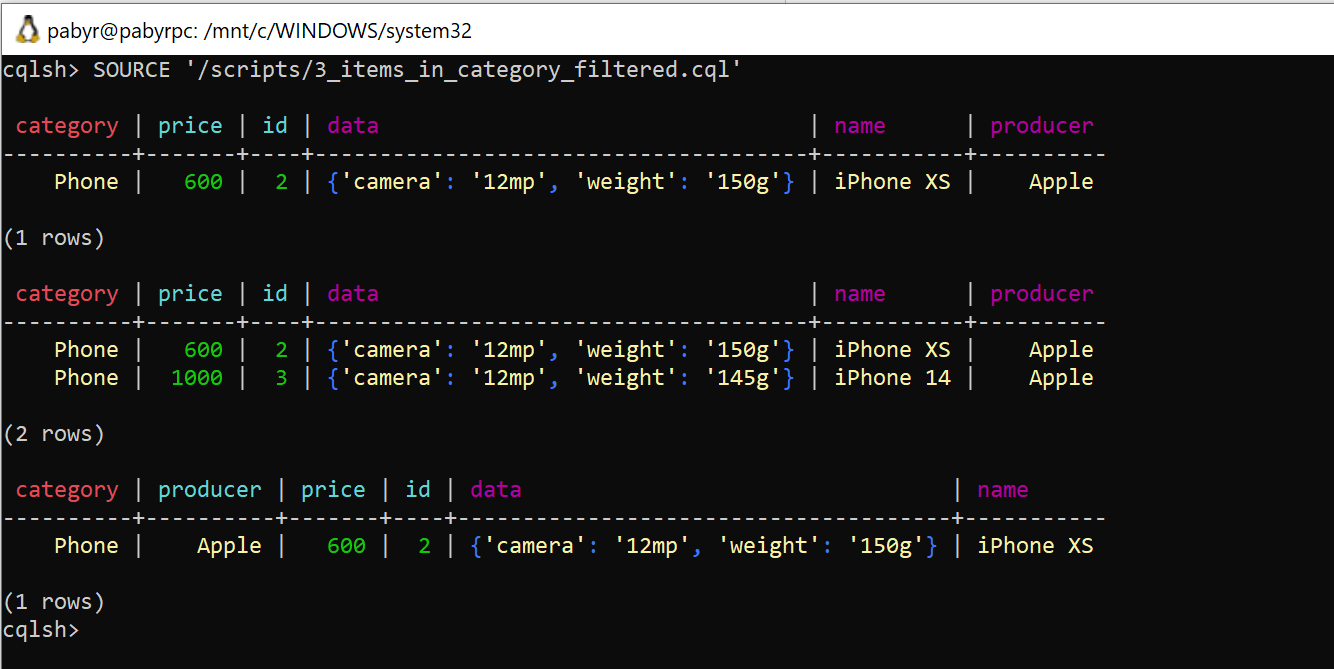 pabyr@pabyrpc: /mnt/c/WINDOWS/system32
cqlsh> SOURCE '/scripts/3_items_in_category_filtered.cql'
 category | price | id | data                                  | name      | producer
----------+-------+----+---------------------------------------+-----------+----------
    Phone |   600 |  2 | {'camera': '12mp', 'weight': '150g'} | iPhone XS |    Apple
(1 rows)
 category | price | id | data                                  | name      | producer
----------+-------+----+---------------------------------------+-----------+----------
    Phone |   600 |  2 | {'camera': '12mp', 'weight': '150g'} | iPhone XS |    Apple
    Phone |  1000 |  3 | {'camera': '12mp', 'weight': '145g'} | iPhone 14 |    Apple
(2 rows)
 category | producer | price | id | data                                  | name
----------+----------+-------+----+---------------------------------------+-----------
    Phone |    Apple |   600 |  2 | {'camera': '12mp', 'weight': '150g'} | iPhone XS
(1 rows)
cqlsh>